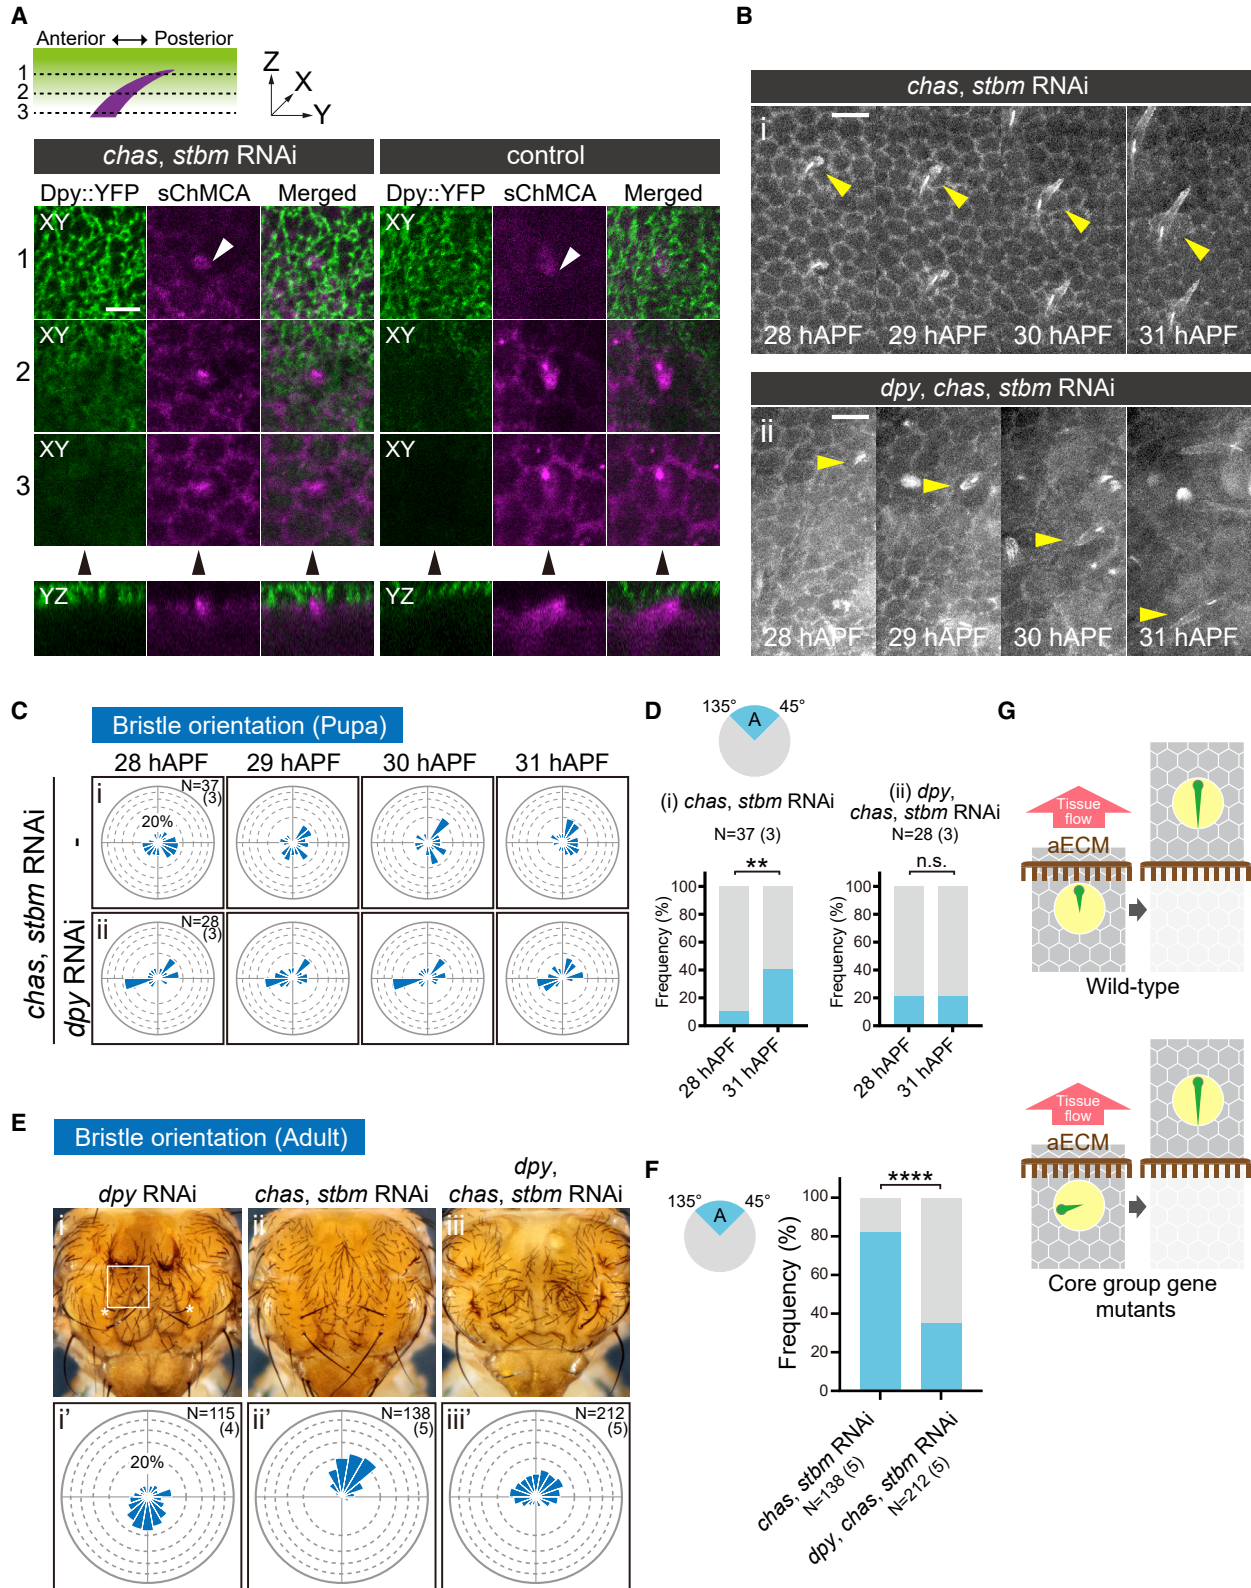 A
Anterior ↔ Posterior
1
2
3
Z
X
Y
chas, stbm RNAi
control
Dpy::YFP sChMCA Merged Dpy::YFP sChMCA Merged
1
XY
XY
2
XY
XY
3
XY
XY
YZ
YZ
B
chas, stbm RNAi
i
28 hAPF 29 hAPF 30 hAPF 31 hAPF
dpy, chas, stbm RNAi
ii
28 hAPF 29 hAPF 30 hAPF 31 hAPF
C
Bristle orientation (Pupa)
28 hAPF 29 hAPF 30 hAPF 31 hAPF
chas, stbm RNAi
-
dpy RNAi
i
N=37
(3)
20%
ii
N=28
(3)
D
135° A 45°
(i) chas, stbm RNAi
N=37 (3)
**
Frequency (%)
100
80
60
40
20
0
28 hAPF
31 hAPF
(ii) dpy,
chas, stbm RNAi
N=28 (3)
n.s.
Frequency (%)
100
80
60
40
20
0
28 hAPF
31 hAPF
E
Bristle orientation (Adult)
dpy RNAi
chas, stbm RNAi
dpy,
chas, stbm RNAi
i
* *
ii
iii
i'
N=115
(4)
20%
ii'
N=138
(5)
iii'
N=212
(5)
F
135° A 45°
****
Frequency (%)
100
80
60
40
20
0
chas, stbm RNAi
N=138 (5)
dpy, chas, stbm RNAi
N=212 (5)
G
Tissue
flow
aECM
Wild-type
Tissue
flow
aECM
Core group gene
mutants